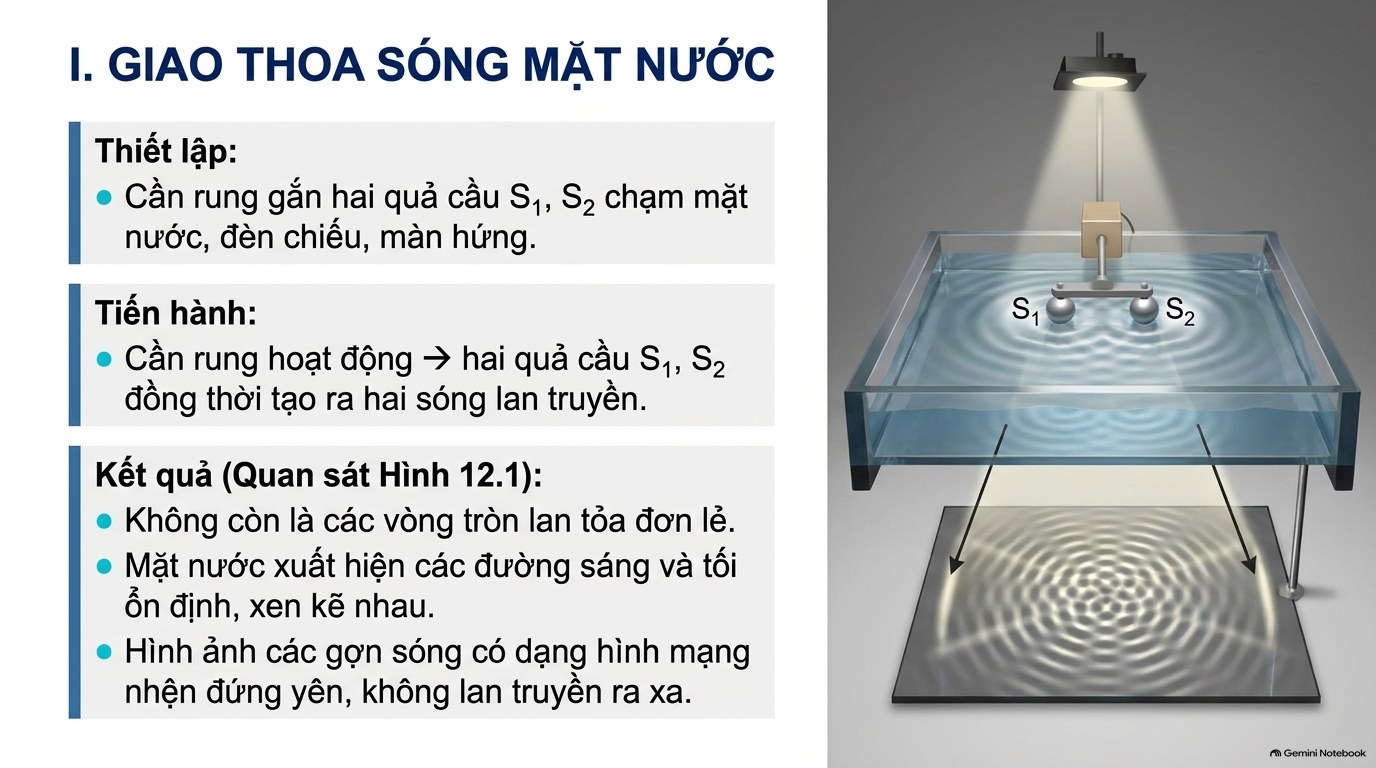 I. GIAO THOA SÓNG MẶT NƯỚC
Thiết lập:
• Cần rung gắn hai quả cầu S₁, S₂ chạm mặt
nước, đèn chiếu, màn hứng.
Tiến hành:
• Cần rung hoạt động → hai quả cầu S₁, S₂
đồng thời tạo ra hai sóng lan truyền.
Kết quả (Quan sát Hình 12.1):
• Không còn là các vòng tròn lan tỏa đơn lẻ.
• Mặt nước xuất hiện các đường sáng và tối
ổn định, xen kẽ nhau.
• Hình ảnh các gợn sóng có dạng hình mạng
nhện đứng yên, không lan truyền ra xa.
S₁
S₂
Gemini Notebook